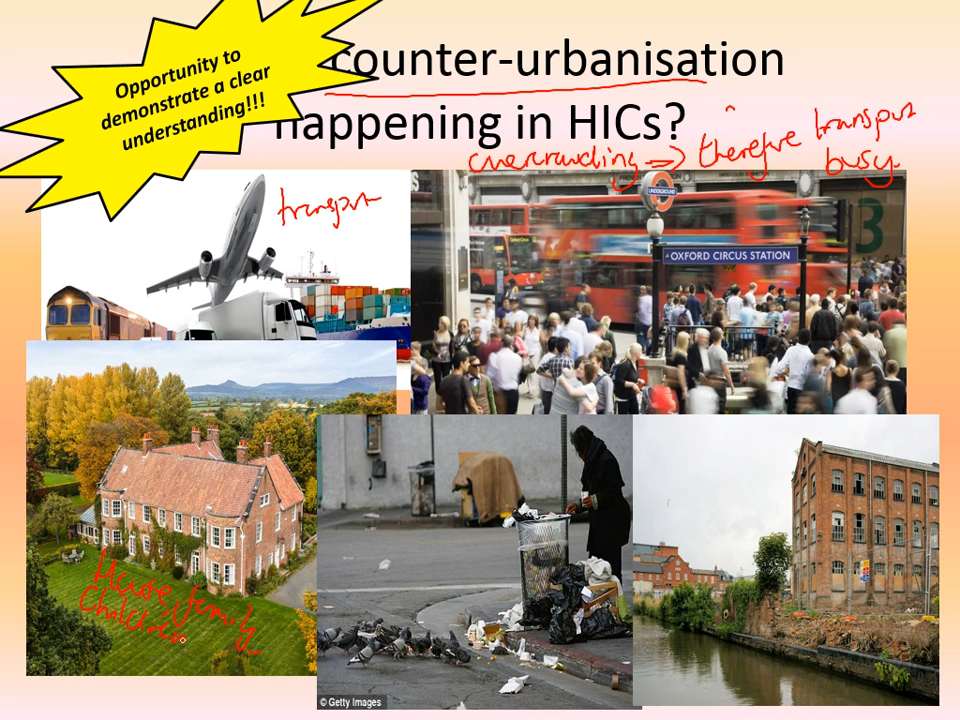 Opportunity to
demonstrate a clear
understanding!!!
counter-urbanisation
happening in HICs?
overcrowding => therefore transport
busy
transport
UNDERGROUND
OXFORD CIRCUS STATION
3
House family
Children
© Getty Images